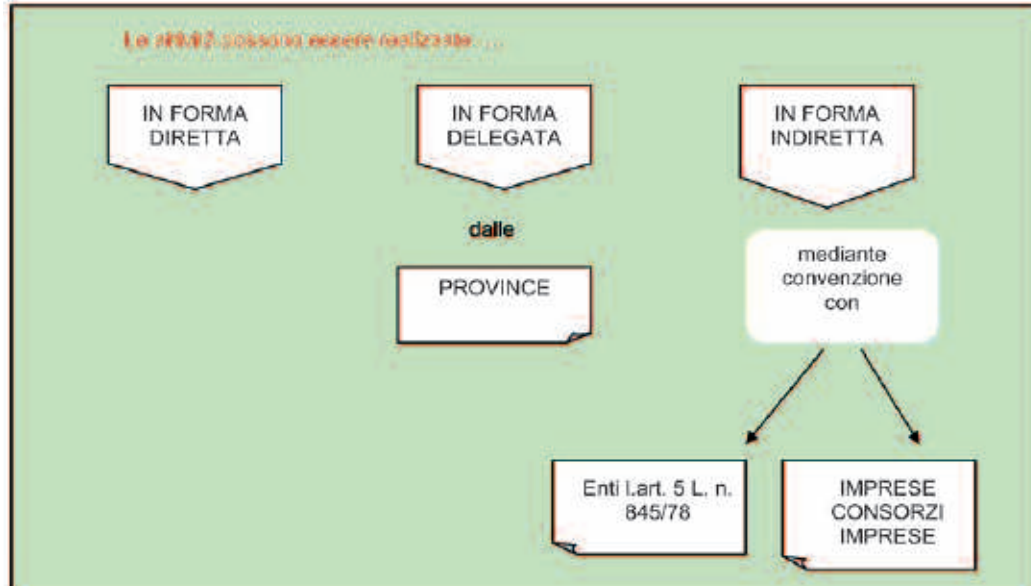 Le attività possono essere realizzate....
IN FORMA
DIRETTA
IN FORMA
DELEGATA
IN FORMA
INDIRETTA
dalle
PROVINCE
mediante
convenzione
con
Enti l.art. 5 L. n.
845/78
IMPRESE
CONSORZI
IMPRESE